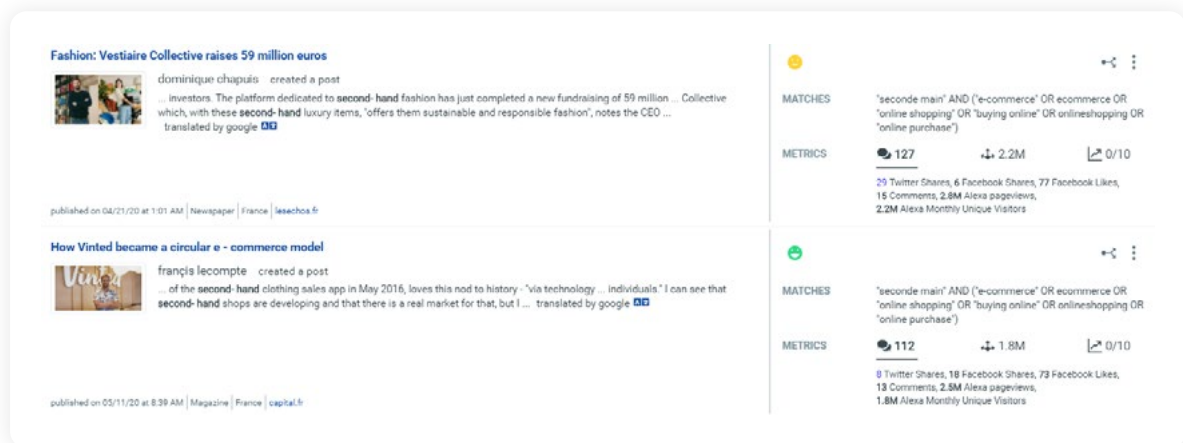 Fashion: Vestiaire Collective raises 59 million euros
dominique chapuis created a post
... investors. The platform dedicated to second- hand fashion has just completed a new fundraising of 59 million ... Collective
which, with these second- hand luxury items, "offers them sustainable and responsible fashion", notes the CEO ...
translated by google
published on 04/21/20 at 1:01 AM | Newspaper | France | lesechos.fr
MATCHES
"seconde main" AND ("e-commerce" OR ecommerce OR
"online shopping" OR "buying online" OR onlineshopping OR
"online purchase")
METRICS
127 2.2M 0/10
29 Twitter Shares, 6 Facebook Shares, 77 Facebook Likes,
15 Comments, 2.8M Alexa pageviews,
2.2M Alexa Monthly Unique Visitors
How Vinted became a circular e - commerce model
Vinted
françis lecompte created a post
... of the second- hand clothing sales app in May 2016, loves this nod to history - "via technology ... individuals." I can see that
second- hand shops are developing and that there is a real market for that, but I ... translated by google
published on 05/11/20 at 8:39 AM | Magazine | France | capital.fr
MATCHES
"seconde main" AND ("e-commerce" OR ecommerce OR
"online shopping" OR "buying online" OR onlineshopping OR
"online purchase")
METRICS
112 1.8M 0/10
8 Twitter Shares, 18 Facebook Shares, 73 Facebook Likes,
13 Comments, 2.5M Alexa pageviews,
1.8M Alexa Monthly Unique Visitors